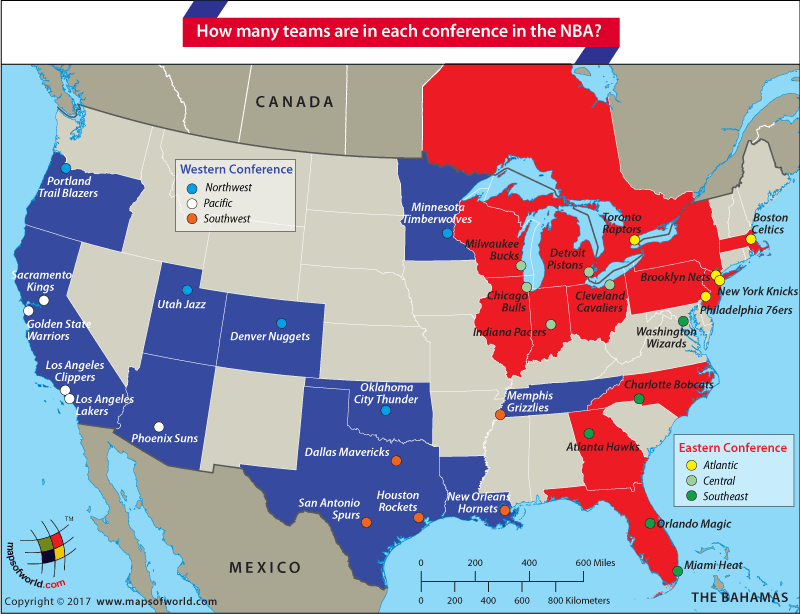 How many teams are in each conference in the NBA?
CANADA
Western Conference
Northwest
Pacific
Southwest
Portland
Trail Blazers
Minnesota
Timberwolves
Toronto
Raptors
Boston
Celtics
Milwaukee
Bucks
Detroit
Pistons
Sacramento
Kings
Utah Jazz
Brooklyn Nets
New York Knicks
Chicago
Bulls
Cleveland
Cavaliers
Philadelphia 76ers
Golden State
Warriors
Denver Nuggets
Indiana Pacers
Washington
Wizards
Los Angeles
Clippers
Los Angeles
Lakers
Oklahoma
City Thunder
Memphis
Grizzlies
Charlotte Bobcats
Phoenix Suns
Dallas Mavericks
Atlanta Hawks
Eastern Conference
Atlantic
Central
Southeast
San Antonio
Spurs
Houston
Rockets
New Orleans
Hornets
Orlando Magic
Miami Heat
MEXICO
THE BAHAMAS
0 200 400 600 Miles
0 200 400 600 800 Kilometers
TM
mapsofworld.com
Copyright © 2017 www.mapsofworld.com